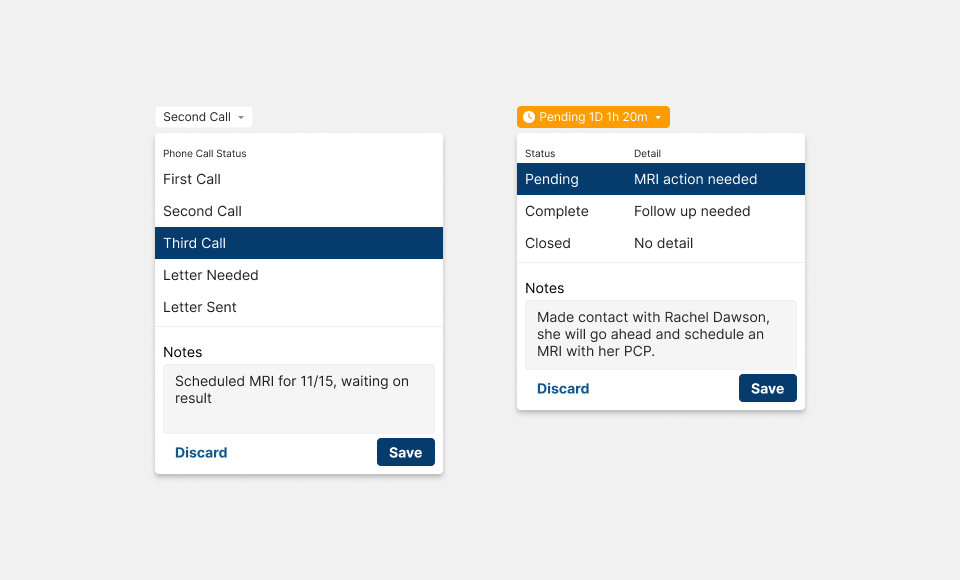 Second Call
Phone Call Status
First Call
Second Call
Third Call
Letter Needed
Letter Sent
Notes
Scheduled MRI for 11/15, waiting on
result
Discard Save
Pending 1D 1h 20m
Status Detail
Pending MRI action needed
Complete Follow up needed
Closed No detail
Notes
Made contact with Rachel Dawson,
she will go ahead and schedule an
MRI with her PCP.
Discard Save